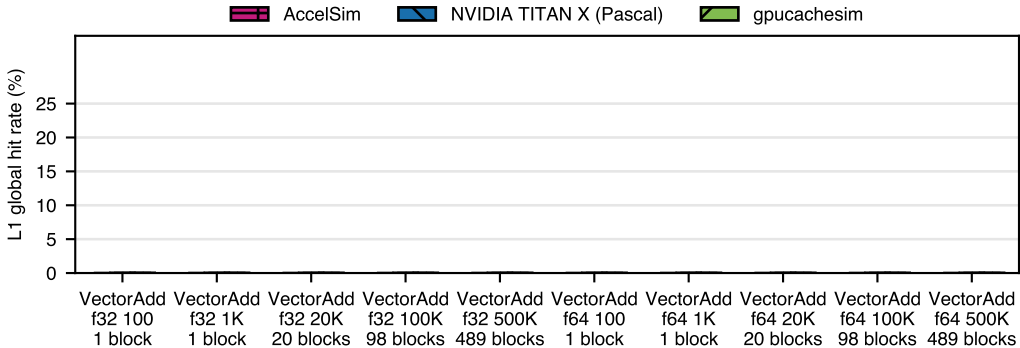 AccelSim NVIDIA TITAN X (Pascal) gpucachesim
L1 global hit rate (%)
25
20
15
10
5
0
VectorAdd VectorAdd VectorAdd VectorAdd VectorAdd VectorAdd VectorAdd VectorAdd VectorAdd VectorAdd
f32 100 f32 1K f32 20K f32 100K f32 500K f64 100 f64 1K f64 20K f64 100K f64 500K
1 block 1 block 20 blocks 98 blocks 489 blocks 1 block 1 block 20 blocks 98 blocks 489 blocks